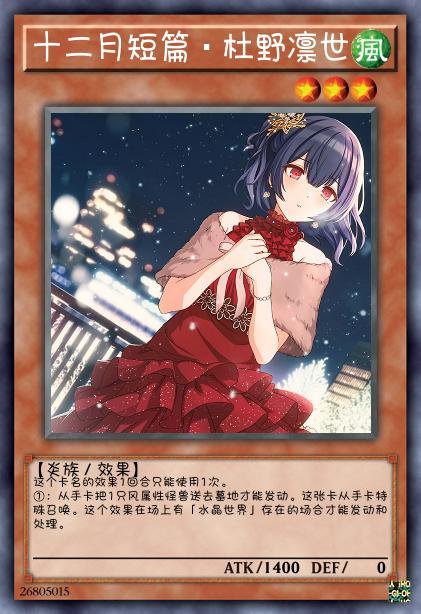 十二月短篇·杜野凛世
風
【炎族／效果】
这个卡名的效果1回合只能使用1次。
①：从手卡把1只风属性怪兽送去墓地才能发动。这张卡从手卡特
殊召唤。这个效果在场上有「水晶世界」存在的场合才能发动和
处理。
ATK/1400 DEF/ 0
26805015